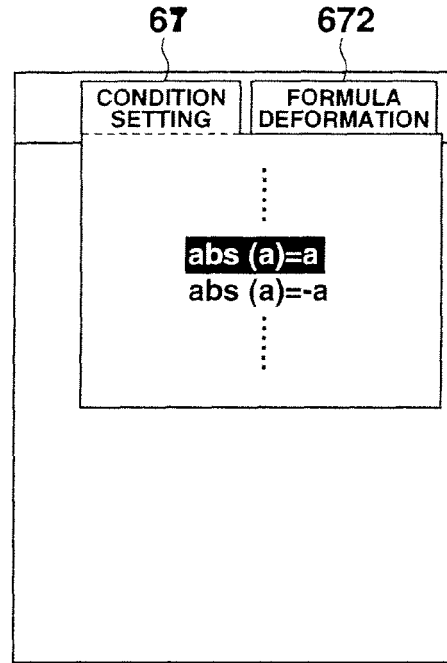 67 672
CONDITION SETTING
FORMULA DEFORMATION
abs (a)=a
abs (a)=-a